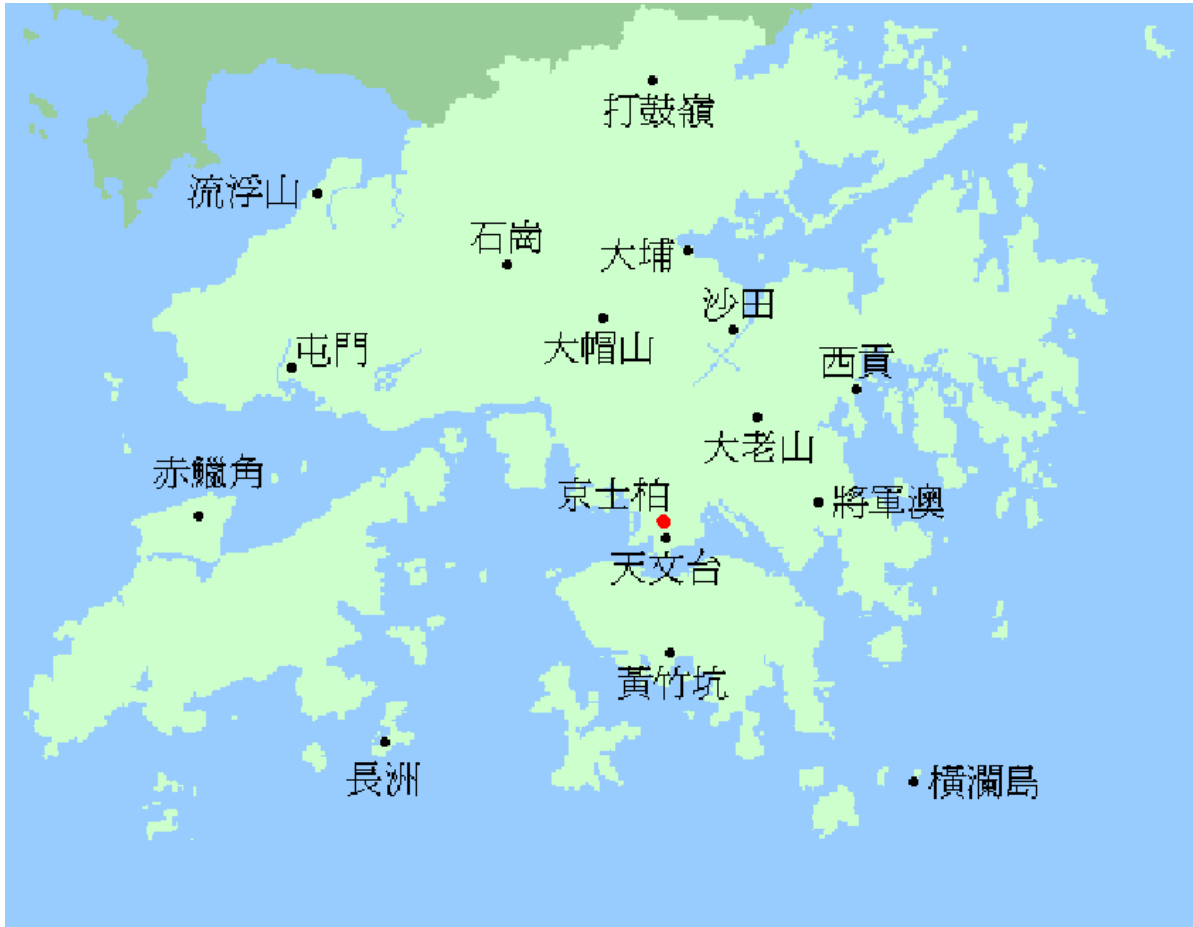 打鼓嶺
流浮山
石崗
大埔
沙田
大帽山
屯門
西貢
大老山
赤鱲角
京士柏
將軍澳
天文台
黃竹坑
長洲
橫瀾島